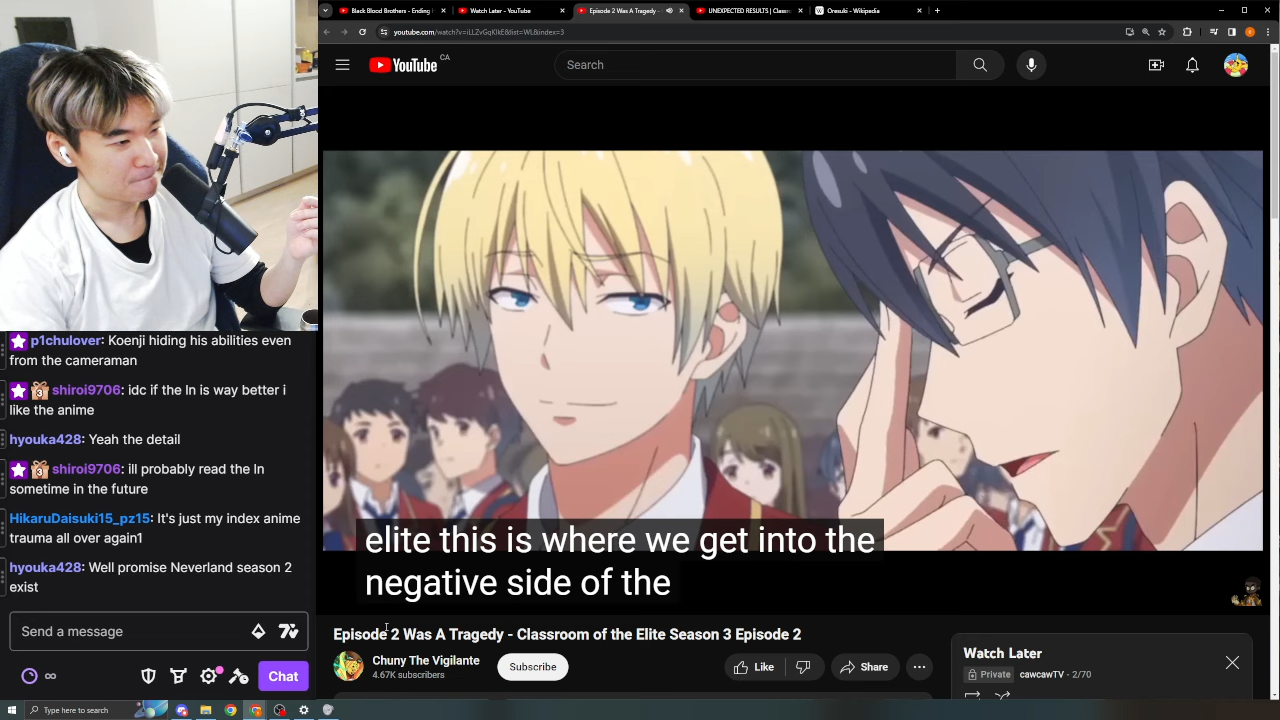 Black Blood Brothers - Ending
Watch Later - YouTube
Episode 2 Was A Tragedy -
UNEXPECTED RESULTS | Class
Oresuki - Wikipedia
youtube.com/watch?v=iLLZvGqKlkE&list=WL&index=3
YouTube CA
Search
p1chulover: Koenji hiding his abilities even
from the cameraman
3 shiroi9706: idc if the ln is way better i
like the anime
hyouka428: Yeah the detail
3 shiroi9706: ill probably read the ln
sometime in the future
HikaruDaisuki15_pz15: It's just my index anime
trauma all over again1
hyouka428: Well promise Neverland season 2
exist
Send a message
Chat
elite this is where we get into the
negative side of the
Episode 2 Was A Tragedy - Classroom of the Elite Season 3 Episode 2
Chuny The Vigilante
4.67K subscribers
Subscribe
Like
Share
Watch Later
Private cawcawTV - 2/70
Type here to search